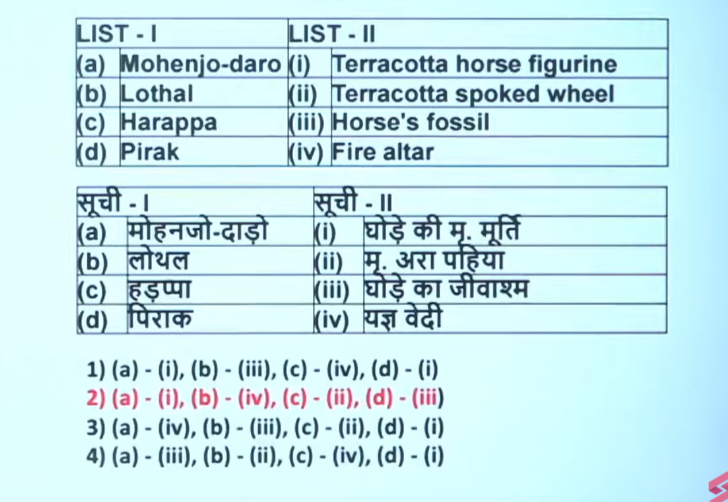 LIST - I LIST - II
(a) Mohenjo-daro (i) Terracotta horse figurine
(b) Lothal (ii) Terracotta spoked wheel
(c) Harappa (iii) Horse's fossil
(d) Pirak (iv) Fire altar
सूची - I सूची - II
(a) मोहनजो-दाड़ो (i) घोड़े की मृ. मूर्ति
(b) लोथल (ii) मृ. अरा पहिया
(c) हड़प्पा (iii) घोड़े का जीवाश्म
(d) पिराक (iv) यज्ञ वेदी
1) (a) - (i), (b) - (iii), (c) - (iv), (d) - (i)
2) (a) - (i), (b) - (iv), (c) - (ii), (d) - (iii)
3) (a) - (iv), (b) - (iii), (c) - (ii), (d) - (i)
4) (a) - (iii), (b) - (ii), (c) - (iv), (d) - (i)